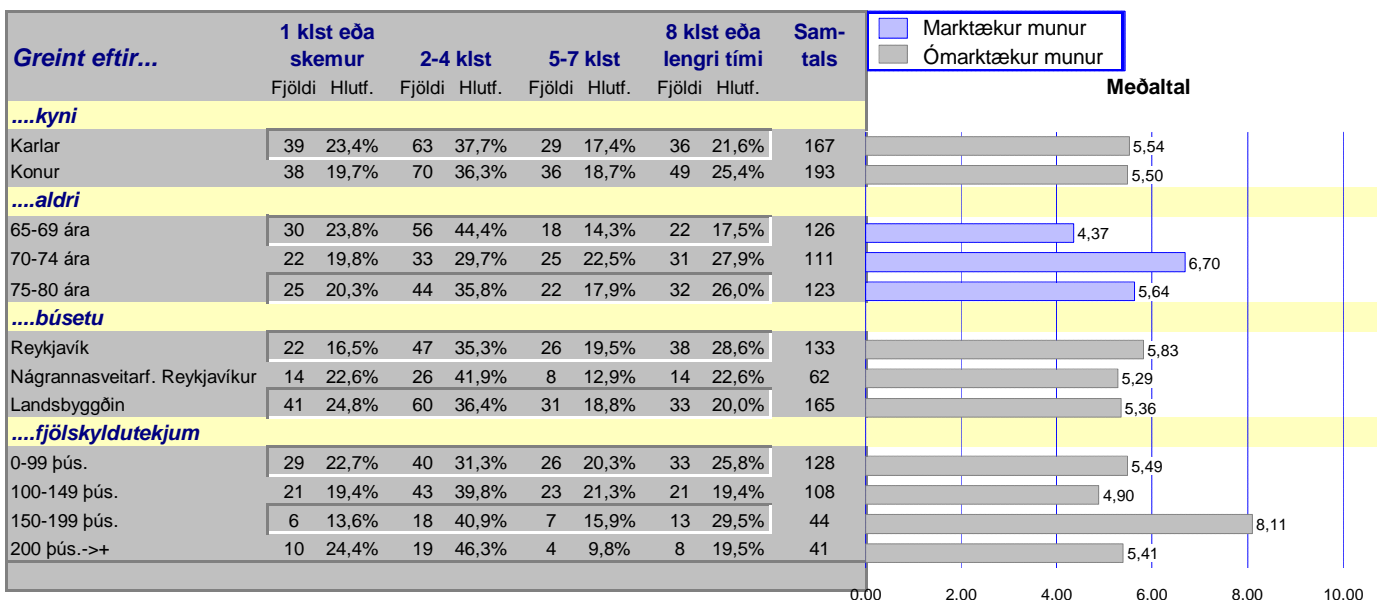 Greint eftir... 1 klst eða skemur 2-4 klst 5-7 klst 8 klst eða lengri tími Sam-tals
Fjöldi Hlutf. Fjöldi Hlutf. Fjöldi Hlutf. Fjöldi Hlutf.
Marktækur munur
Ómarktækur munur
Meðaltal
....kyni
Karlar 39 23,4% 63 37,7% 29 17,4% 36 21,6% 167 5,54
Konur 38 19,7% 70 36,3% 36 18,7% 49 25,4% 193 5,50
....aldri
65-69 ára 30 23,8% 56 44,4% 18 14,3% 22 17,5% 126 4,37
70-74 ára 22 19,8% 33 29,7% 25 22,5% 31 27,9% 111 6,70
75-80 ára 25 20,3% 44 35,8% 22 17,9% 32 26,0% 123 5,64
....búsetu
Reykjavík 22 16,5% 47 35,3% 26 19,5% 38 28,6% 133 5,83
Nágrannasveitarf. Reykjavíkur 14 22,6% 26 41,9% 8 12,9% 14 22,6% 62 5,29
Landsbyggðin 41 24,8% 60 36,4% 31 18,8% 33 20,0% 165 5,36
....fjölskyldutekjum
0-99 þús. 29 22,7% 40 31,3% 26 20,3% 33 25,8% 128 5,49
100-149 þús. 21 19,4% 43 39,8% 23 21,3% 21 19,4% 108 4,90
150-199 þús. 6 13,6% 18 40,9% 7 15,9% 13 29,5% 44 8,11
200 þús.->+ 10 24,4% 19 46,3% 4 9,8% 8 19,5% 41 5,41
0.00 2.00 4.00 6.00 8.00 10.00